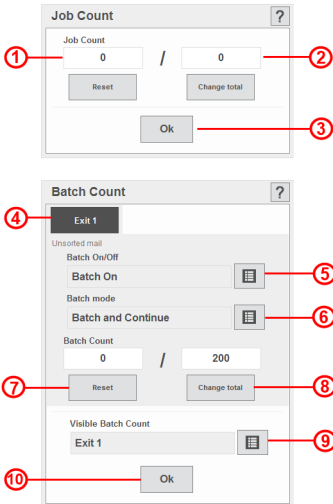 Job Count ?
Job Count
① 0 / 0 ②
Reset Change total
Ok ③
Batch Count ?
④ Exit 1
Unsorted mail
Batch On/Off
Batch On ⑤
Batch mode
Batch and Continue ⑥
Batch Count
0 / 200
⑦ Reset Change total ⑧
Visible Batch Count
Exit 1 ⑨
⑩ Ok